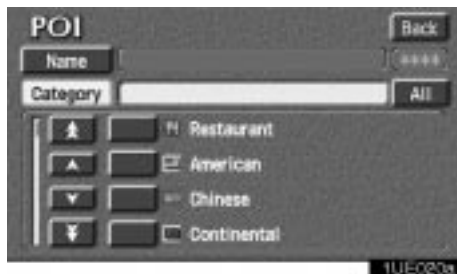 POI Back
Name
Category All
Restaurant
American
Chinese
Continental
1UE020a